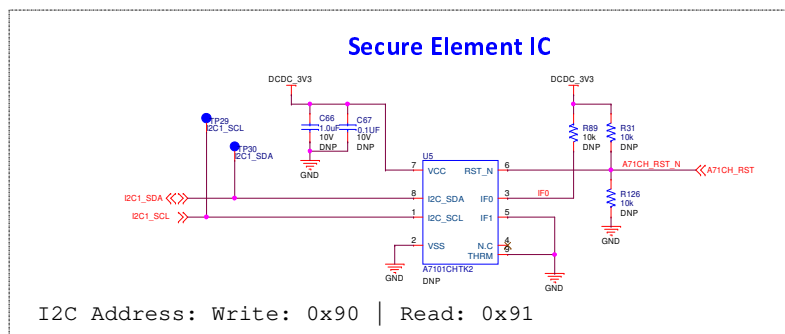 Secure Element IC
DCDC_3V3
DCDC_3V3
TP29
I2C1_SCL
C66
1.0uF
10V
DNP
C67
0.1UF
10V
DNP
R89
10k
DNP
R31
10k
DNP
TP30
I2C1_SDA
GND
U5
7 VCC RST_N 6 A71CH_RST_N A71CH_RST
I2C1_SDA 8 I2C_SDA IF0 3 IF0
I2C1_SCL 1 I2C_SCL IF1 5
R126
10k
DNP
2 VSS N.C 4
THRM 9
GND
GND
GND
A7101CHTK2
DNP
I2C Address: Write: 0x90 | Read: 0x91